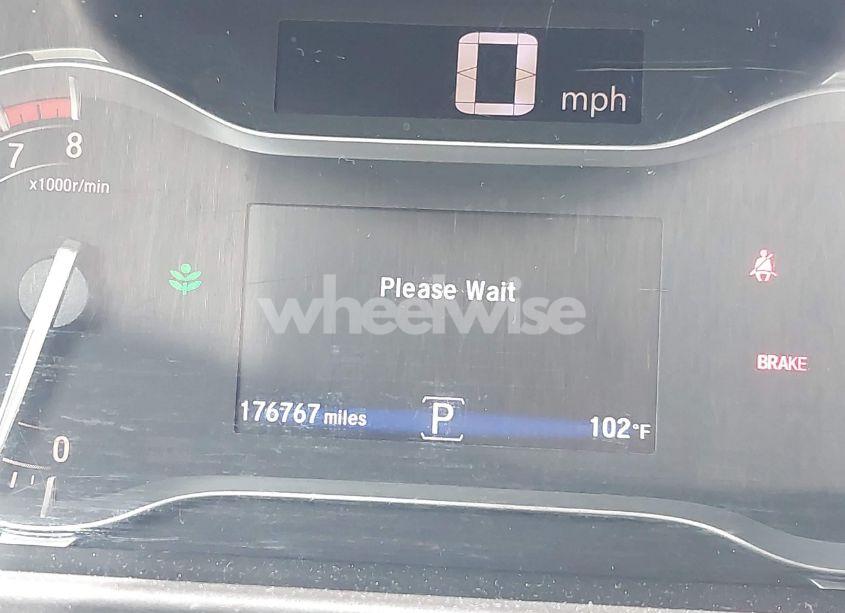 0 mph
7 8
x1000r/min
Please Wait
wheelwise
BRAKE
176767 miles P 102°F
0